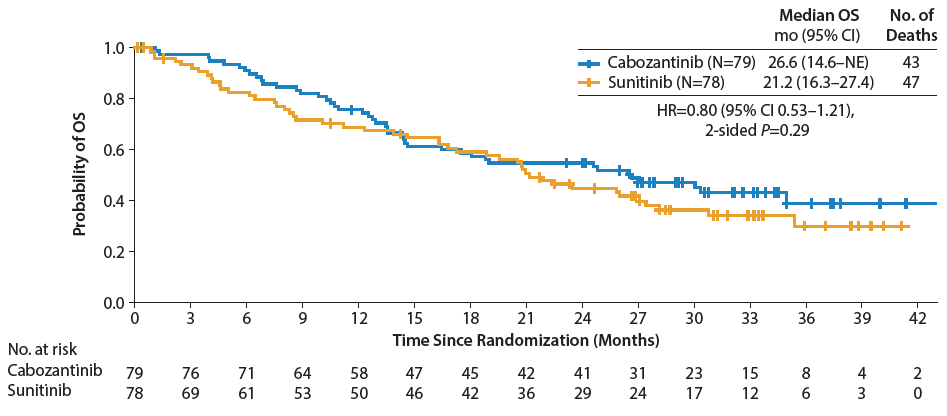 Median OS No. of
mo (95% CI) Deaths
Cabozantinib (N=79) 26.6 (14.6–NE) 43
Sunitinib (N=78) 21.2 (16.3–27.4) 47
HR=0.80 (95% CI 0.53–1.21),
2-sided P=0.29
Probability of OS
1.0
0.8
0.6
0.4
0.2
0.0
0 3 6 9 12 15 18 21 24 27 30 33 36 39 42
Time Since Randomization (Months)
No. at risk
Cabozantinib 79 76 71 64 58 47 45 42 41 31 23 15 8 4 2
Sunitinib 78 69 61 53 50 46 42 36 29 24 17 12 6 3 0